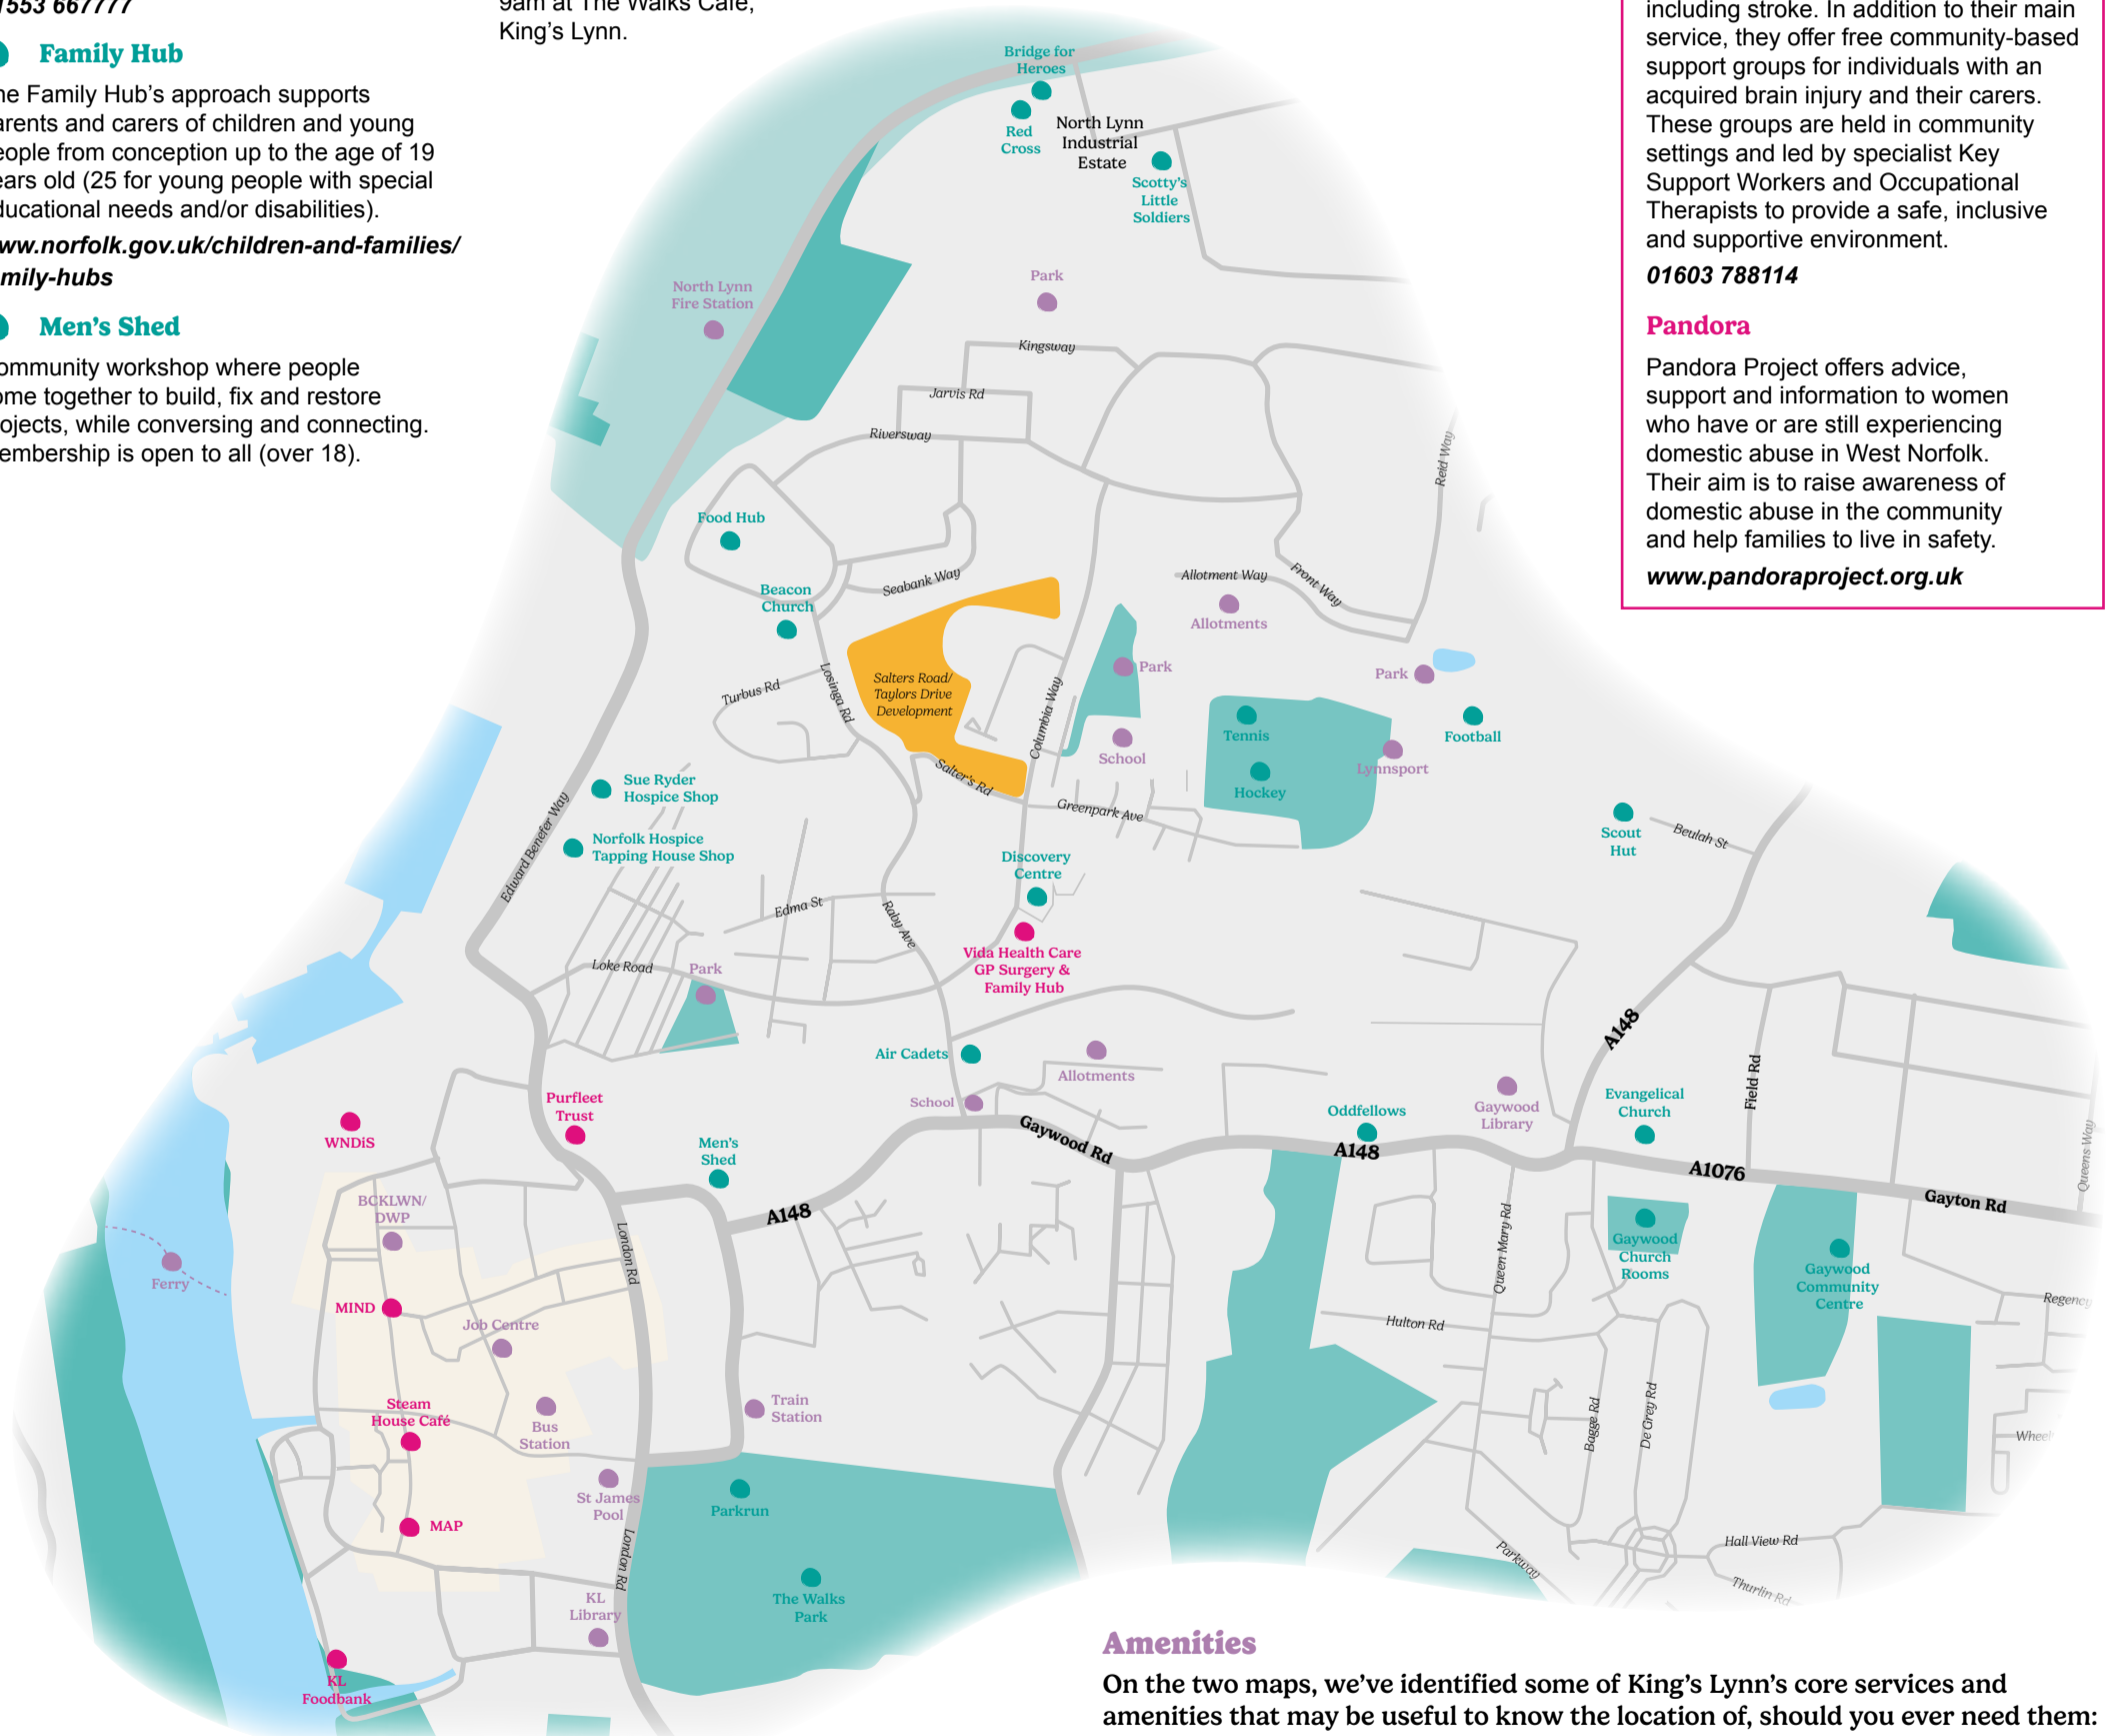 1553 667777
Family Hub
he Family Hub's approach supports
arents and carers of children and young
eople from conception up to the age of 19
ears old (25 for young people with special
ducational needs and/or disabilities).
ww.norfolk.gov.uk/children-and-families/
mily-hubs
Men's Shed
ommunity workshop where people
ome together to build, fix and restore
ojects, while conversing and connecting.
embership is open to all (over 18).
9am at The Walks Café,
King's Lynn.
including stroke. In addition to their main
service, they offer free community-based
support groups for individuals with an
acquired brain injury and their carers.
These groups are held in community
settings and led by specialist Key
Support Workers and Occupational
Therapists to provide a safe, inclusive
and supportive environment.
01603 788114
Pandora
Pandora Project offers advice,
support and information to women
who have or are still experiencing
domestic abuse in West Norfolk.
Their aim is to raise awareness of
domestic abuse in the community
and help families to live in safety.
www.pandoraproject.org.uk
Bridge for
Heroes
Red
Cross
North Lynn
Industrial
Estate
Scotty's
Little
Soldiers
North Lynn
Fire Station
Park
Kingsway
Jarvis Rd
Riversway
Reid Way
Food Hub
Beacon
Church
Seabank Way
Allotment Way
Front Way
Allotments
Turbus Rd
Losinga Rd
Salters Road/
Taylors Drive
Development
Columbia Way
Park
School
Park
Tennis
Hockey
Football
Lynnsport
Salter's Rd
Greenpark Ave
Sue Ryder
Hospice Shop
Norfolk Hospice
Tapping House Shop
Edward Benefer Way
Scout
Hut
Beulah St
Discovery
Centre
Edma St
Raby Ave
Vida Health Care
GP Surgery &
Family Hub
Loke Road
Park
Air Cadets
Allotments
School
Gaywood Rd
A148
Field Rd
Evangelical
Church
Gaywood
Library
Oddfellows
A148
A1076
Gayton Rd
Queens Way
WNDiS
Purfleet
Trust
Men's
Shed
A148
BCKLWN/
DWP
London Rd
Ferry
MIND
Job Centre
Queen Mary Rd
Gaywood
Church
Rooms
Gaywood
Community
Centre
Regency
Hulton Rd
Steam
House Café
Bus
Station
Train
Station
Bagge Rd
De Grey Rd
Wheel
St James
Pool
Parkrun
MAP
London Rd
Hall View Rd
Parkway
Thurlin Rd
The Walks
Park
KL
Library
KL
Foodbank
Amenities
On the two maps, we've identified some of King's Lynn's core services and
amenities that may be useful to know the location of, should you ever need them: